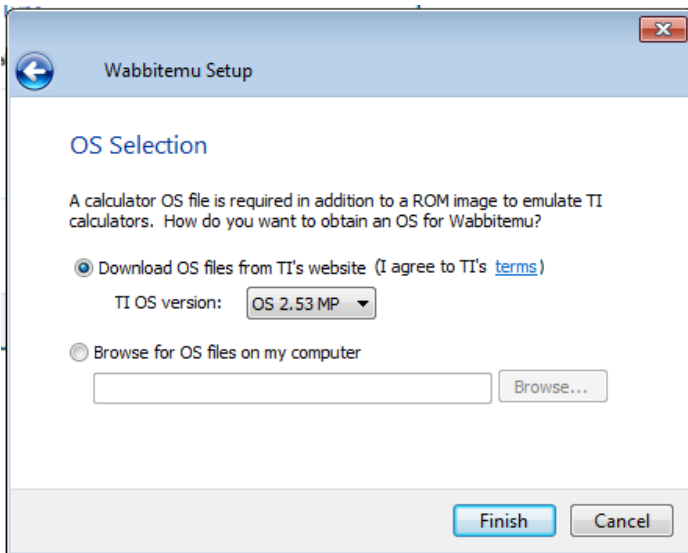 Wabbitemu Setup
OS Selection
A calculator OS file is required in addition to a ROM image to emulate TI
calculators.  How do you want to obtain an OS for Wabbitemu?
Download OS files from TI's website (I agree to TI's terms)
TI OS version: OS 2.53 MP
Browse for OS files on my computer
Browse...
Finish Cancel